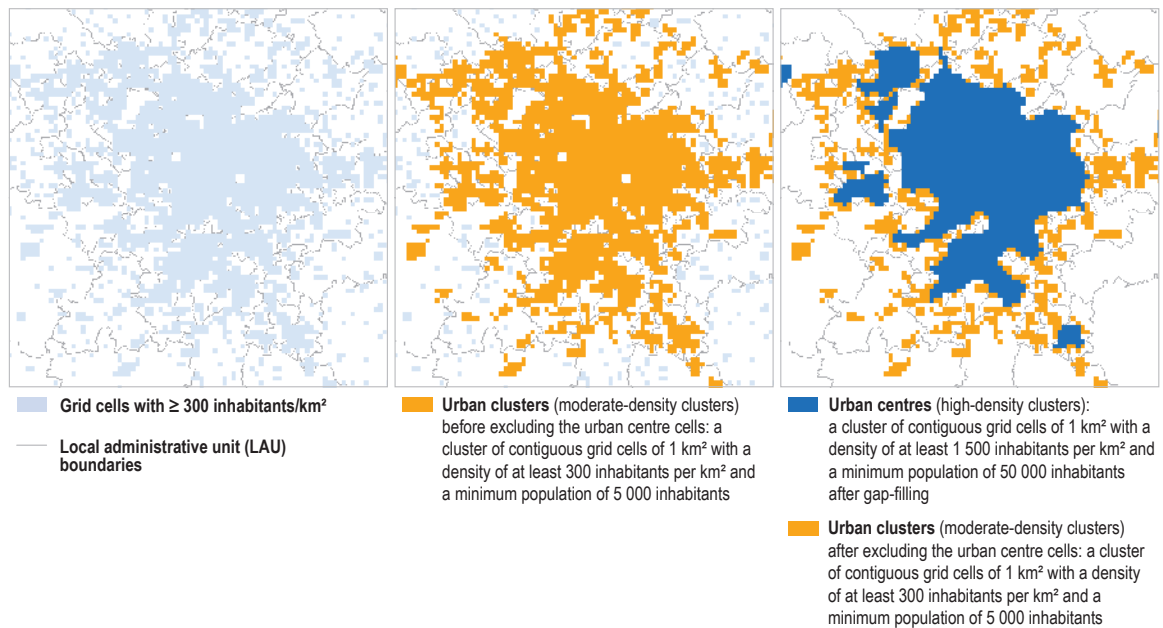 Grid cells with ≥ 300 inhabitants/km²
Local administrative unit (LAU)
boundaries
Urban clusters (moderate-density clusters)
before excluding the urban centre cells: a
cluster of contiguous grid cells of 1 km² with a
density of at least 300 inhabitants per km² and
a minimum population of 5 000 inhabitants
Urban centres (high-density clusters):
a cluster of contiguous grid cells of 1 km² with a
density of at least 1 500 inhabitants per km² and
a minimum population of 50 000 inhabitants
after gap-filling
Urban clusters (moderate-density clusters)
after excluding the urban centre cells: a cluster
of contiguous grid cells of 1 km² with a density
of at least 300 inhabitants per km² and a
minimum population of 5 000 inhabitants